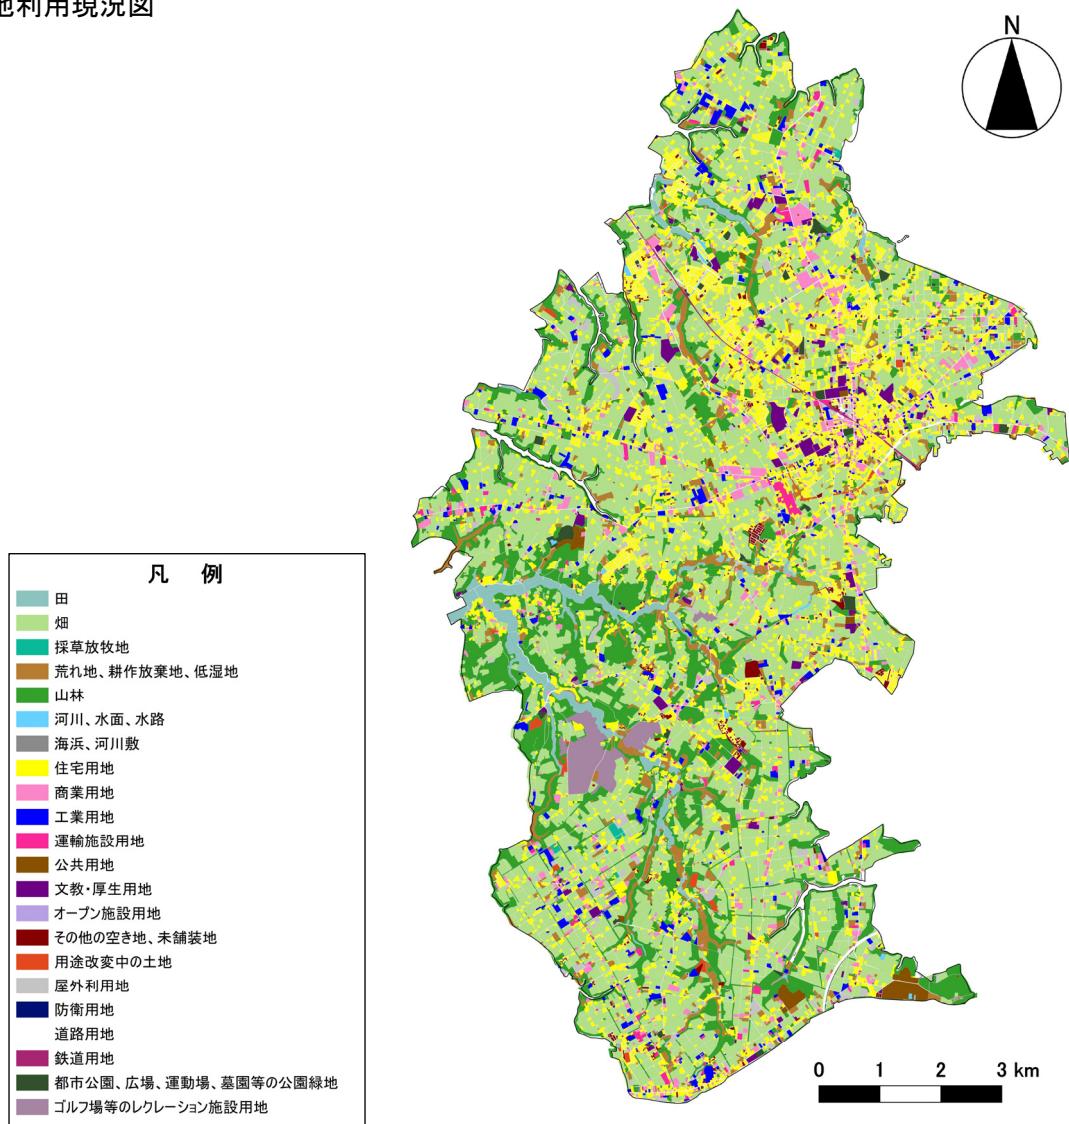 地利用現況図
N
凡 例
田
畑
採草放牧地
荒れ地、耕作放棄地、低湿地
山林
河川、水面、水路
海浜、河川敷
住宅用地
商業用地
工業用地
運輸施設用地
公共用地
文教・厚生用地
オープン施設用地
その他の空き地、未舗装地
用途改変中の土地
屋外利用地
防衛用地
道路用地
鉄道用地
都市公園、広場、運動場、墓園等の公園緑地
ゴルフ場等のレクレーション施設用地
0 1 2 3 km